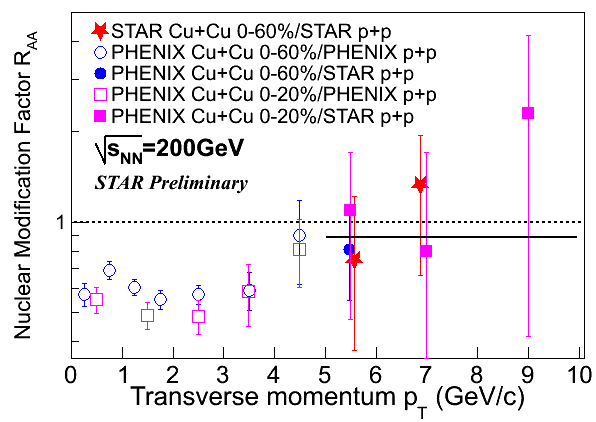 STAR Cu+Cu 0-60%/STAR p+p
PHENIX Cu+Cu 0-60%/PHENIX p+p
PHENIX Cu+Cu 0-60%/STAR p+p
PHENIX Cu+Cu 0-20%/PHENIX p+p
PHENIX Cu+Cu 0-20%/STAR p+p
√sNN=200GeV
STAR Preliminary
Nuclear Modification Factor RAA
1
0 1 2 3 4 5 6 7 8 9 10
Transverse momentum pT (GeV/c)